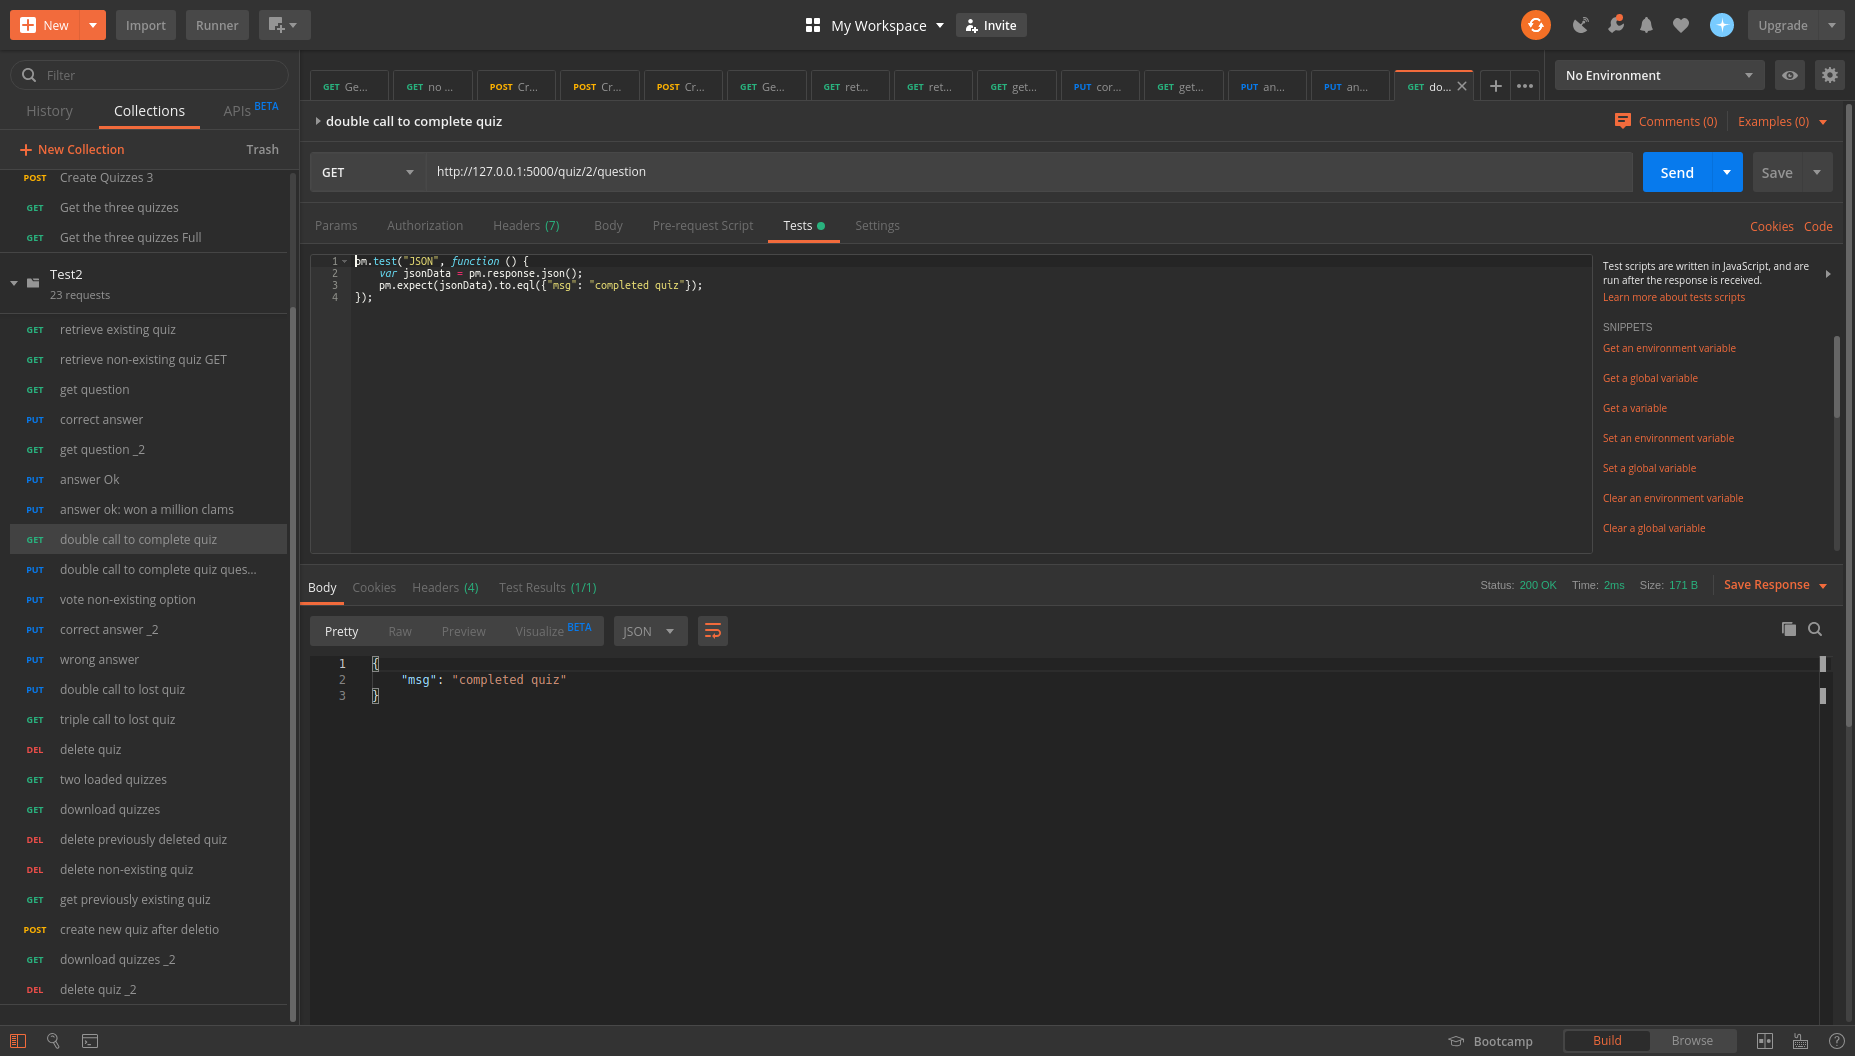 New
Import
Runner
My Workspace
Invite
Upgrade
Filter
History
Collections
APIs BETA
New Collection
Trash
POST Create Quizzes 3
GET Get the three quizzes
GET Get the three quizzes Full
Test2
23 requests
GET retrieve existing quiz
GET retrieve non-existing quiz GET
GET get question
PUT correct answer
GET get question _2
PUT answer Ok
PUT answer ok: won a million clams
GET double call to complete quiz
PUT double call to complete quiz ques...
PUT vote non-existing option
PUT correct answer _2
PUT wrong answer
PUT double call to lost quiz
GET triple call to lost quiz
DEL delete quiz
GET two loaded quizzes
GET download quizzes
DEL delete previously deleted quiz
DEL delete non-existing quiz
GET get previously existing quiz
POST create new quiz after deletio
GET download quizzes _2
DEL delete quiz _2
GET Ge...
GET no ...
POST Cr...
POST Cr...
POST Cr...
GET Ge...
GET ret...
GET ret...
GET get...
PUT cor...
GET get...
PUT an...
PUT an...
GET do...
No Environment
double call to complete quiz
Comments (0)
Examples (0)
GET
http://127.0.0.1:5000/quiz/2/question
Send
Save
Params
Authorization
Headers (7)
Body
Pre-request Script
Tests
Settings
Cookies
Code
1 pm.test("JSON", function () {
2 var jsonData = pm.response.json();
3 pm.expect(jsonData).to.eql({"msg": "completed quiz"});
4 });
Test scripts are written in JavaScript, and are
run after the response is received.
Learn more about tests scripts
SNIPPETS
Get an environment variable
Get a global variable
Get a variable
Set an environment variable
Set a global variable
Clear an environment variable
Clear a global variable
Body
Cookies
Headers (4)
Test Results (1/1)
Status: 200 OK
Time: 2ms
Size: 171 B
Save Response
Pretty
Raw
Preview
Visualize BETA
JSON
1 {
2 "msg": "completed quiz"
3 }
Bootcamp
Build
Browse